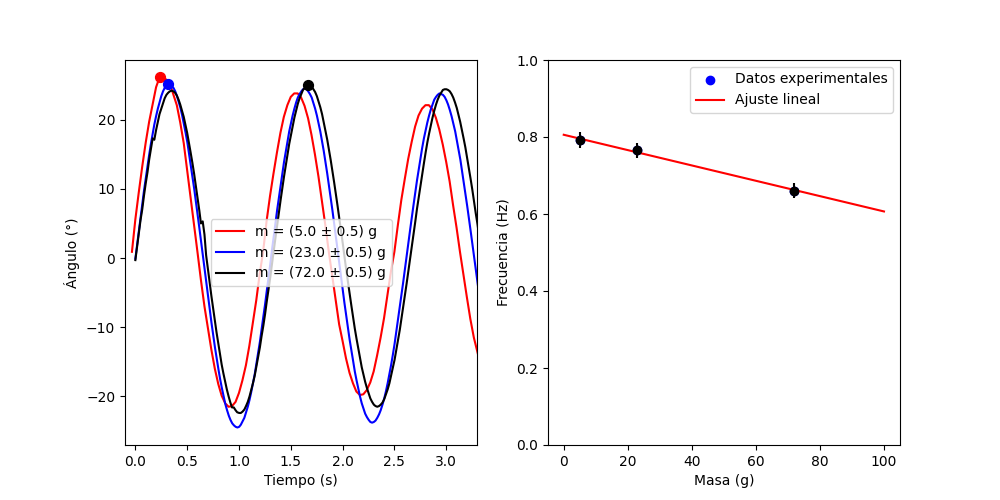 Ángulo (°)
20
10
0
−10
−20
m = (5.0 ± 0.5) g
m = (23.0 ± 0.5) g
m = (72.0 ± 0.5) g
0.0 0.5 1.0 1.5 2.0 2.5 3.0
Tiempo (s)
Frecuencia (Hz)
1.0
0.8
0.6
0.4
0.2
0.0
Datos experimentales
Ajuste lineal
0 20 40 60 80 100
Masa (g)